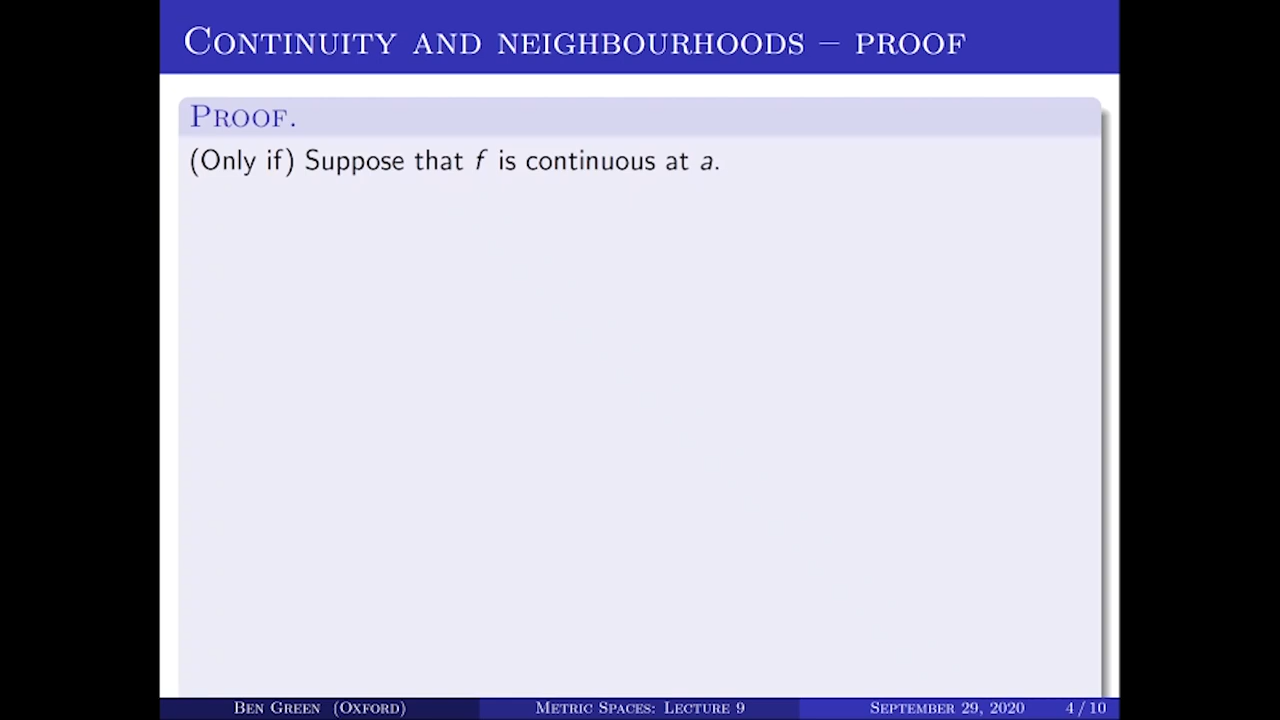 Continuity and neighbourhoods – proof
Proof.
(Only if) Suppose that f is continuous at a.
Ben Green (Oxford) Metric Spaces: Lecture 9 September 29, 2020 4 / 10